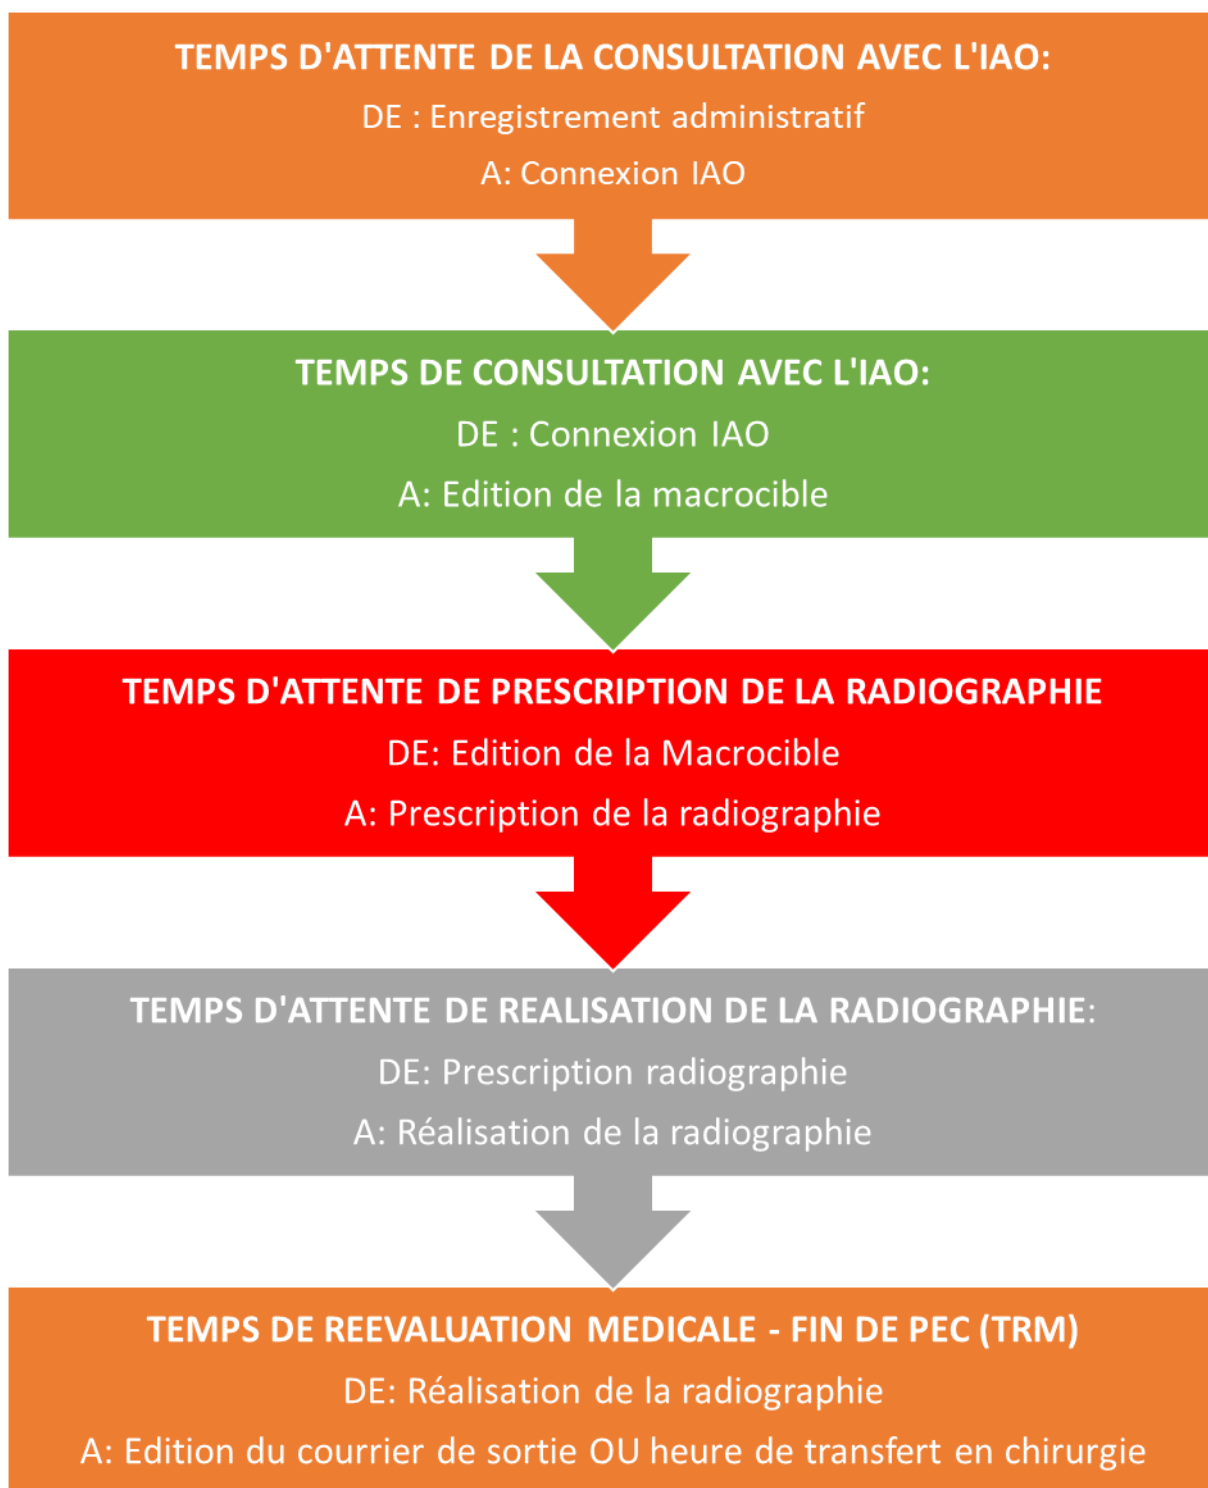 TEMPS D'ATTENTE DE LA CONSULTATION AVEC L'IAO:
DE : Enregistrement administratif
A: Connexion IAO
TEMPS DE CONSULTATION AVEC L'IAO:
DE : Connexion IAO
A: Edition de la macrocible
TEMPS D'ATTENTE DE PRESCRIPTION DE LA RADIOGRAPHIE
DE: Edition de la Macrocible
A: Prescription de la radiographie
TEMPS D'ATTENTE DE REALISATION DE LA RADIOGRAPHIE:
DE: Prescription radiographie
A: Réalisation de la radiographie
TEMPS DE REEVALUATION MEDICALE - FIN DE PEC (TRM)
DE: Réalisation de la radiographie
A: Edition du courrier de sortie OU heure de transfert en chirurgie